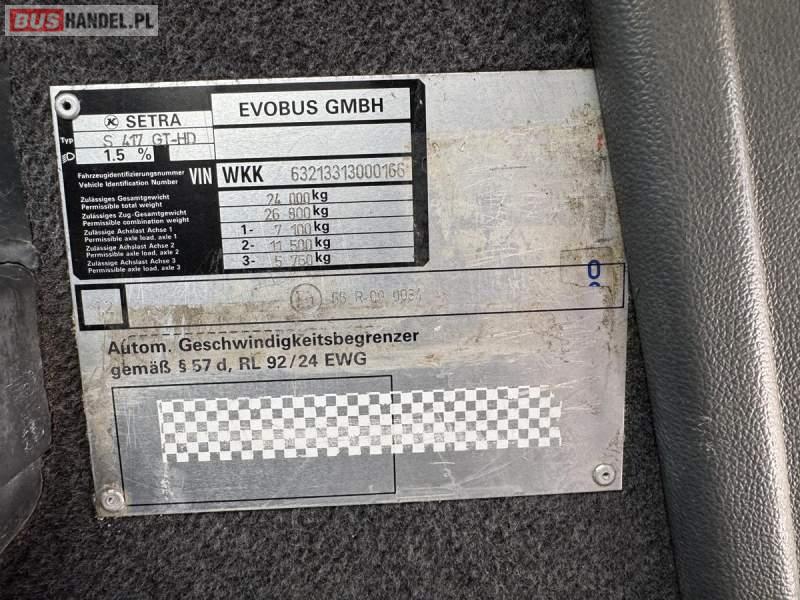 BUSHANDEL.PL
SETRA EVOBUS GMBH
Typ S 417 GT-HD
1.5 %
Fahrzeugidentifizierungsnummer
Vehicle Identification Number VIN WKK 63213313000166
Zulässiges Gesamtgewicht
Permissible total weight 24 000 kg
Zulässiges Zug-Gesamtgewicht
Permissible combination weight 26 800 kg
Zulässige Achslast Achse 1
Permissible axle load, axle 1 1- 7 100 kg
Zulässige Achslast Achse 2
Permissible axle load, axle 2 2- 11 500 kg
Zulässige Achslast Achse 3
Permissible axle load, axle 3 3- 5 750 kg
66 R-00
Autom. Geschwindigkeitsbegrenzer
gemäß § 57 d, RL 92/24 EWG